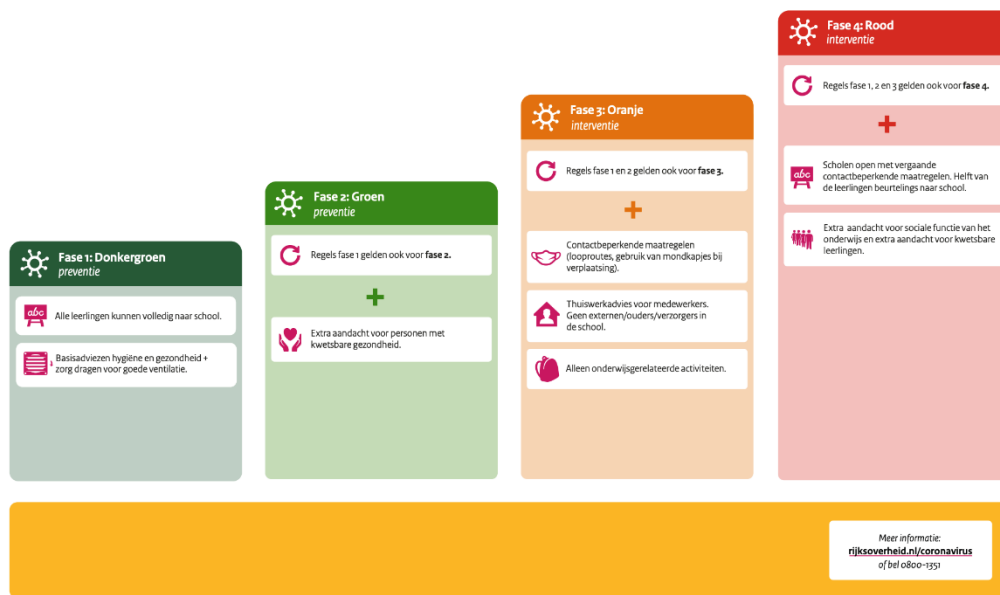 Fase 1: Donkergroen
preventie
abc
Alle leerlingen kunnen volledig naar school.
Basisadviezen hygiëne en gezondheid +
zorg dragen voor goede ventilatie.
Fase 2: Groen
preventie
Regels fase 1 gelden ook voor fase 2.
+
Extra aandacht voor personen met
kwetsbare gezondheid.
Fase 3: Oranje
interventie
Regels fase 1 en 2 gelden ook voor fase 3.
+
Contactbeperkende maatregelen
(looproutes, gebruik van mondkapjes bij
verplaatsing).
Thuiswerkadvies voor medewerkers.
Geen externen/ouders/verzorgers in
de school.
Alleen onderwijsgerelateerde activiteiten.
Fase 4: Rood
interventie
Regels fase 1, 2 en 3 gelden ook voor fase 4.
+
abc
Scholen open met vergaande
contactbeperkende maatregelen. Helft van
de leerlingen beurtelings naar school.
Extra aandacht voor sociale functie van het
onderwijs en extra aandacht voor kwetsbare
leerlingen.
Meer informatie:
rijksoverheid.nl/coronavirus
of bel 0800-1351